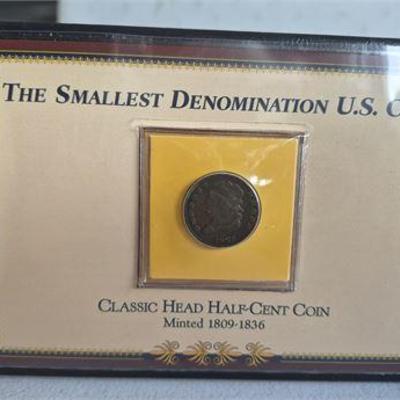 THE SMALLEST DENOMINATION U.S. C
CLASSIC HEAD HALF-CENT COIN
Minted 1809-1836